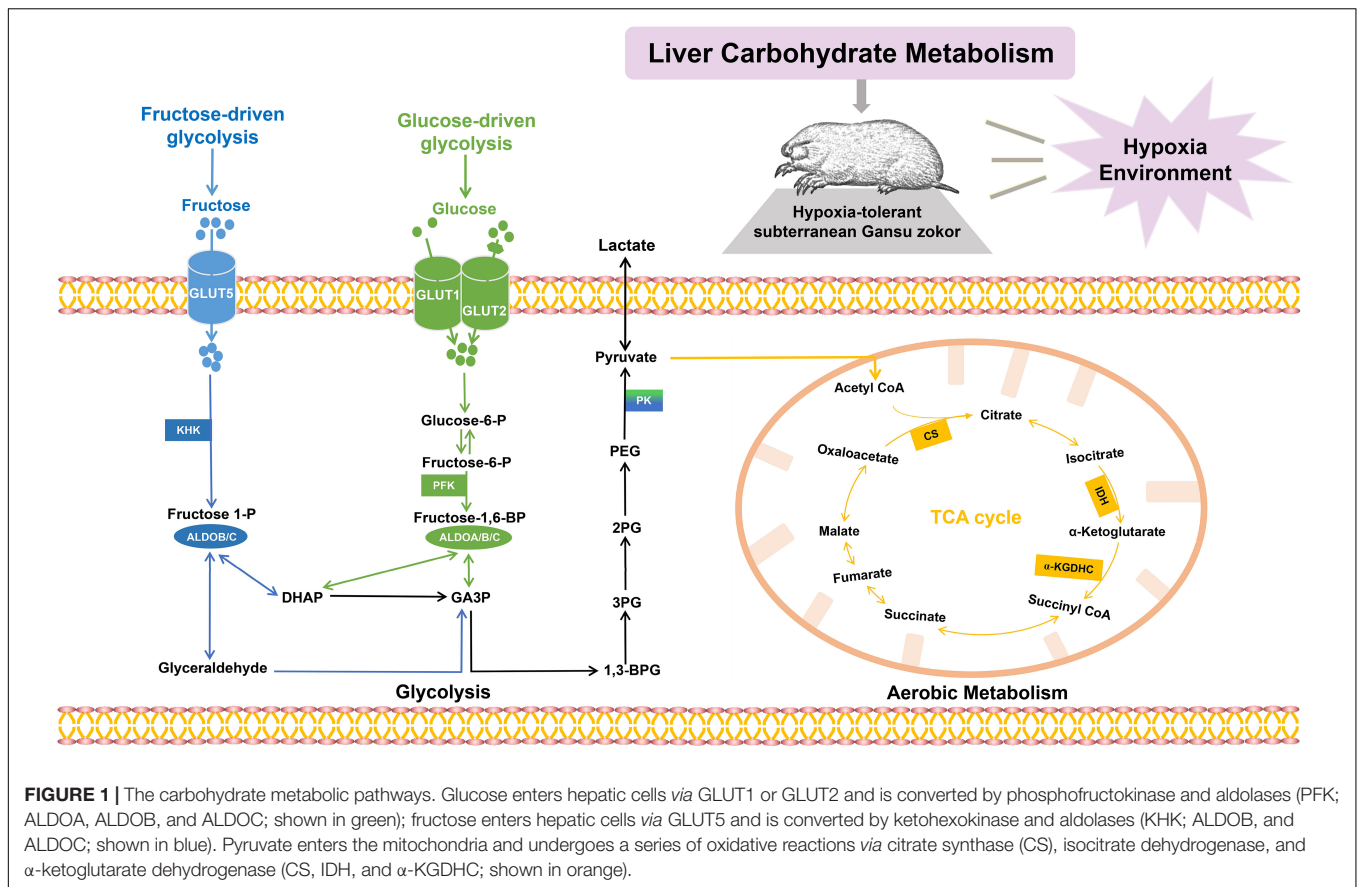 Liver Carbohydrate Metabolism
Fructose-driven
glycolysis
Glucose-driven
glycolysis
Hypoxia
Environment
Fructose
Glucose
Hypoxia-tolerant
subterranean Gansu zokor
Lactate
GLUT5
GLUT1
GLUT2
Pyruvate
Acetyl CoA
PK
KHK
Glucose-6-P
Citrate
CS
Oxaloacetate
PEG
Isocitrate
Fructose-6-P
PFK
IDH
Fructose 1-P
Fructose-1,6-BP
TCA cycle
2PG
ALDOB/C
ALDOA/B/C
Malate
α-Ketoglutarate
α-KGDHC
Fumarate
DHAP
GA3P
3PG
Succinyl CoA
Succinate
Glyceraldehyde
1,3-BPG
Glycolysis
Aerobic Metabolism
FIGURE 1 | The carbohydrate metabolic pathways. Glucose enters hepatic cells via GLUT1 or GLUT2 and is converted by phosphofructokinase and aldolases (PFK;
ALDOA, ALDOB, and ALDOC; shown in green); fructose enters hepatic cells via GLUT5 and is converted by ketohexokinase and aldolases (KHK; ALDOB, and
ALDOC; shown in blue). Pyruvate enters the mitochondria and undergoes a series of oxidative reactions via citrate synthase (CS), isocitrate dehydrogenase, and
α-ketoglutarate dehydrogenase (CS, IDH, and α-KGDHC; shown in orange).